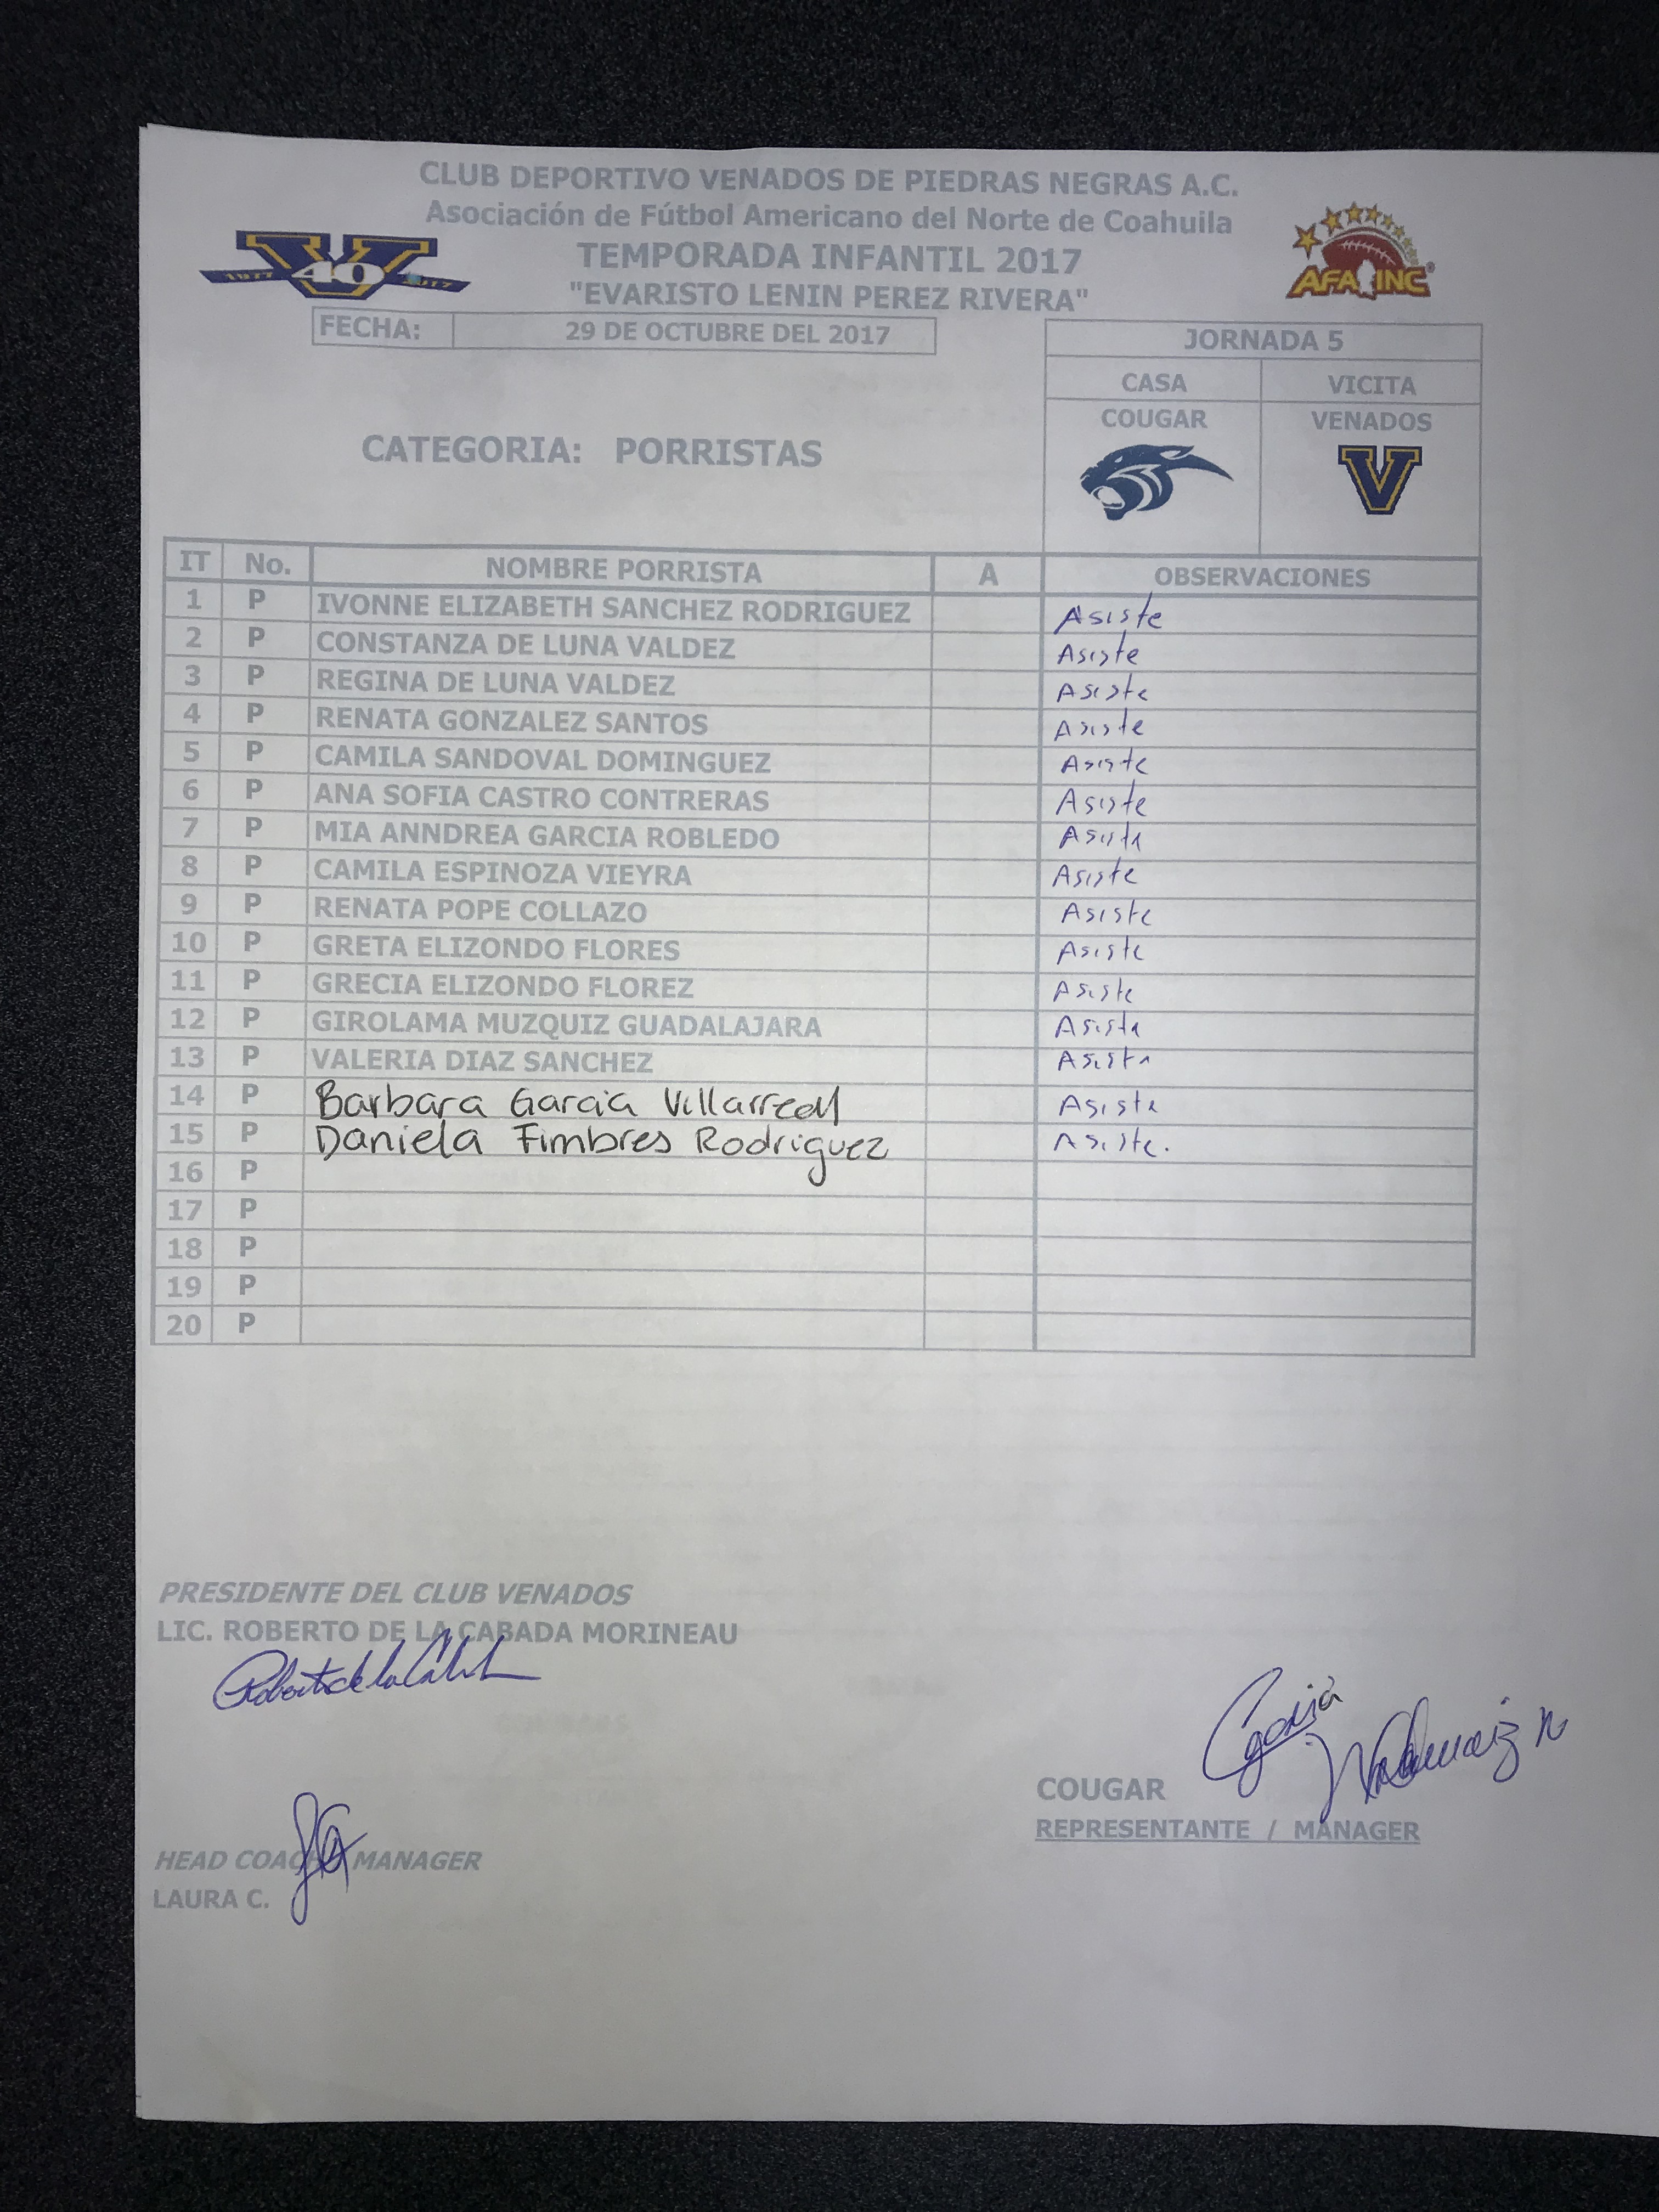 CLUB DEPORTIVO VENADOS DE PIEDRAS NEGRAS A.C.
Asociación de Fútbol Americano del Norte de Coahuila
TEMPORADA INFANTIL 2017
"EVARISTO LENIN PEREZ RIVERA"
1977 V 40 2017
AFA INC
FECHA: 29 DE OCTUBRE DEL 2017
JORNADA 5
CASA VICITA
COUGAR VENADOS
V
CATEGORIA: PORRISTAS
IT No. NOMBRE PORRISTA A OBSERVACIONES
1 P IVONNE ELIZABETH SANCHEZ RODRIGUEZ Asiste
2 P CONSTANZA DE LUNA VALDEZ Asiste
3 P REGINA DE LUNA VALDEZ Asiste
4 P RENATA GONZALEZ SANTOS Asiste
5 P CAMILA SANDOVAL DOMINGUEZ Asiste
6 P ANA SOFIA CASTRO CONTRERAS Asiste
7 P MIA ANNDREA GARCIA ROBLEDO Asiste
8 P CAMILA ESPINOZA VIEYRA Asiste
9 P RENATA POPE COLLAZO Asiste
10 P GRETA ELIZONDO FLORES Asiste
11 P GRECIA ELIZONDO FLOREZ Asiste
12 P GIROLAMA MUZQUIZ GUADALAJARA Asiste
13 P VALERIA DIAZ SANCHEZ Asiste
14 P Barbara Garcia Villarreal Asiste
15 P Daniela Fimbres Rodriguez Asiste.
16 P
17 P
18 P
19 P
20 P
PRESIDENTE DEL CLUB VENADOS
LIC. ROBERTO DE LA CABADA MORINEAU
COUGAR
REPRESENTANTE / MANAGER
HEAD COACH MANAGER
LAURA C.